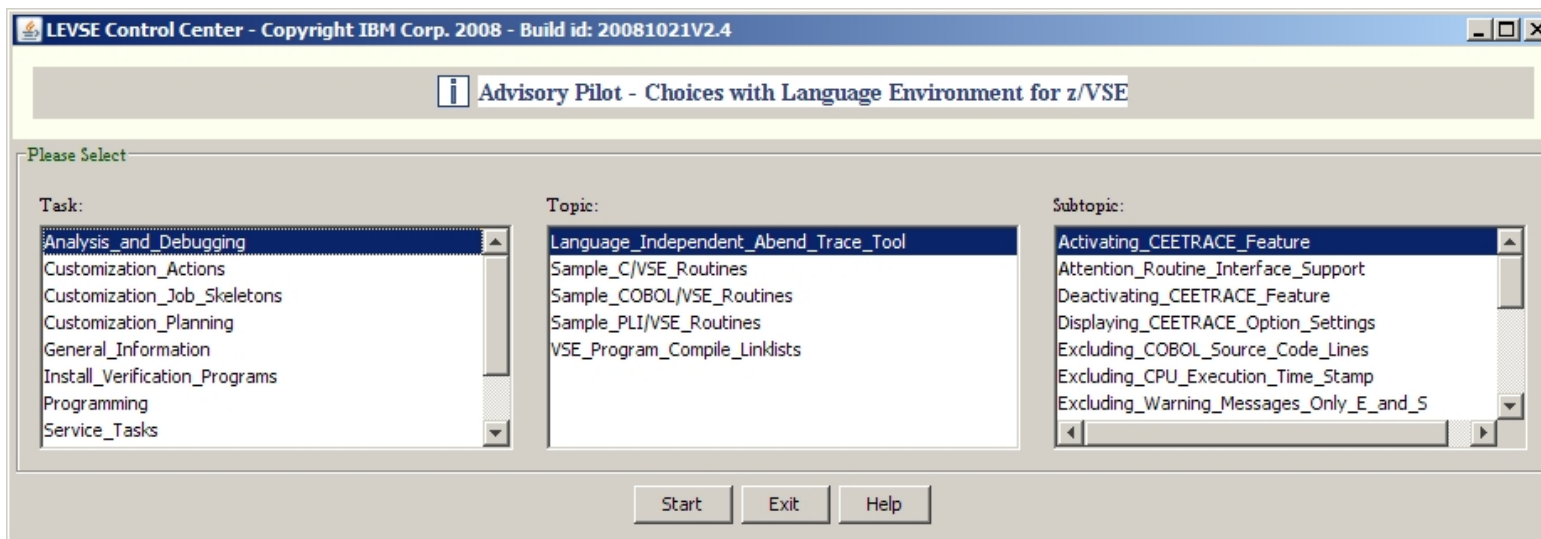 LEVSE Control Center - Copyright IBM Corp. 2008 - Build id: 20081021V2.4
i Advisory Pilot - Choices with Language Environment for z/VSE
Please Select
Task:
Analysis_and_Debugging
Customization_Actions
Customization_Job_Skeletons
Customization_Planning
General_Information
Install_Verification_Programs
Programming
Service_Tasks
Topic:
Language_Independent_Abend_Trace_Tool
Sample_C/VSE_Routines
Sample_COBOL/VSE_Routines
Sample_PLI/VSE_Routines
VSE_Program_Compile_Linklists
Subtopic:
Activating_CEETRACE_Feature
Attention_Routine_Interface_Support
Deactivating_CEETRACE_Feature
Displaying_CEETRACE_Option_Settings
Excluding_COBOL_Source_Code_Lines
Excluding_CPU_Execution_Time_Stamp
Excluding_Warning_Messages_Only_E_and_S
Start Exit Help